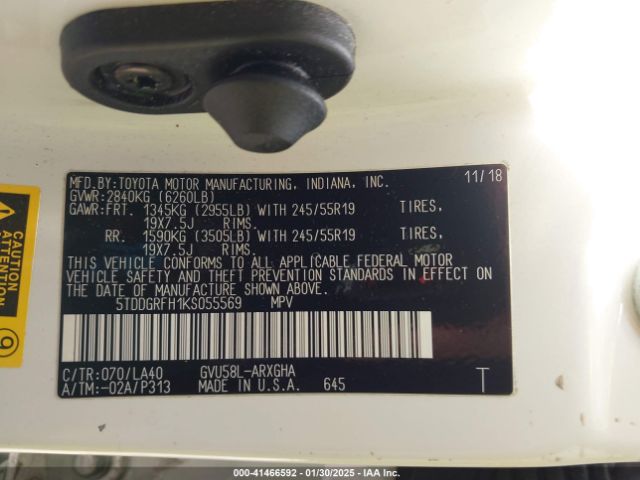 MFD.BY:TOYOTA MOTOR MANUFACTURING, INDIANA, INC. 11/18
GVWR:2840KG (6260LB)
GAWR:FRT. 1345KG (2955LB) WITH 245/55R19 TIRES,
19X7.5J RIMS.
RR. 1590KG (3505LB) WITH 245/55R19 TIRES,
19X7.5J RIMS.
THIS VEHICLE CONFORMS TO ALL APPLICABLE FEDERAL MOTOR
VEHICLE SAFETY AND THEFT PREVENTION STANDARDS IN EFFECT ON
THE DATE OF MANUFACTURE SHOWN ABOVE.
5TDDGRFH1KS055569 MPV
C/TR:070/LA40 GVU58L-ARXGHA
A/TM:-02A/P313 MADE IN U.S.A. 645 T
CAUTION
000-41466592 - 01/30/2025 - IAA Inc.